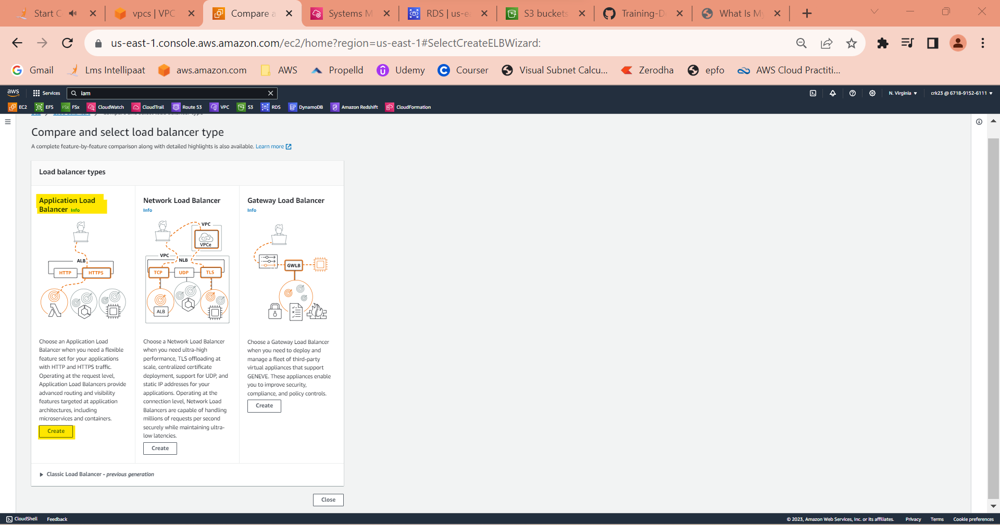 Start C
vpcs | VPC
Compare a
Systems M
RDS | us-ea
S3 buckets
Training-D
What Is My
us-east-1.console.aws.amazon.com/ec2/home?region=us-east-1#SelectCreateELBWizard:
Gmail
Lms Intellipaat
aws.amazon.com
AWS
Propelld
Udemy
Courser
Visual Subnet Calcu...
Zerodha
epfo
AWS Cloud Practiti...
aws
Services
iam
N. Virginia
crk23 @ 6718-9152-6111
EC2
EFS
FSx
FSx
CloudWatch
CloudTrail
Route 53
VPC
S3
RDS
DynamoDB
Amazon Redshift
CloudFormation
Compare and select load balancer type
A complete feature-by-feature comparison along with detailed highlights is also available. Learn more
Load balancer types
Application Load
Balancer Info
ALB
HTTP
HTTPS
Choose an Application Load
Balancer when you need a flexible
feature set for your applications
with HTTP and HTTPS traffic.
Operating at the request level,
Application Load Balancers provide
advanced routing and visibility
features targeted at application
architectures, including
microservices and containers.
Create
Network Load Balancer
Info
VPC
VPCe
VPC
NLB
TCP
UDP
TLS
ALB
Choose a Network Load Balancer
when you need ultra-high
performance, TLS offloading at
scale, centralized certificate
deployment, support for UDP, and
static IP addresses for your
applications. Operating at the
connection level, Network Load
Balancers are capable of handling
millions of requests per second
securely while maintaining ultra-
low latencies.
Create
Gateway Load Balancer
Info
GWLB
Choose a Gateway Load Balancer
when you need to deploy and
manage a fleet of third-party
virtual appliances that support
GENEVE. These appliances enable
you to improve security,
compliance, and policy controls.
Create
Classic Load Balancer - previous generation
Close
CloudShell
Feedback
© 2023, Amazon Web Services, Inc. or its affiliates.
Privacy
Terms
Cookie preferences